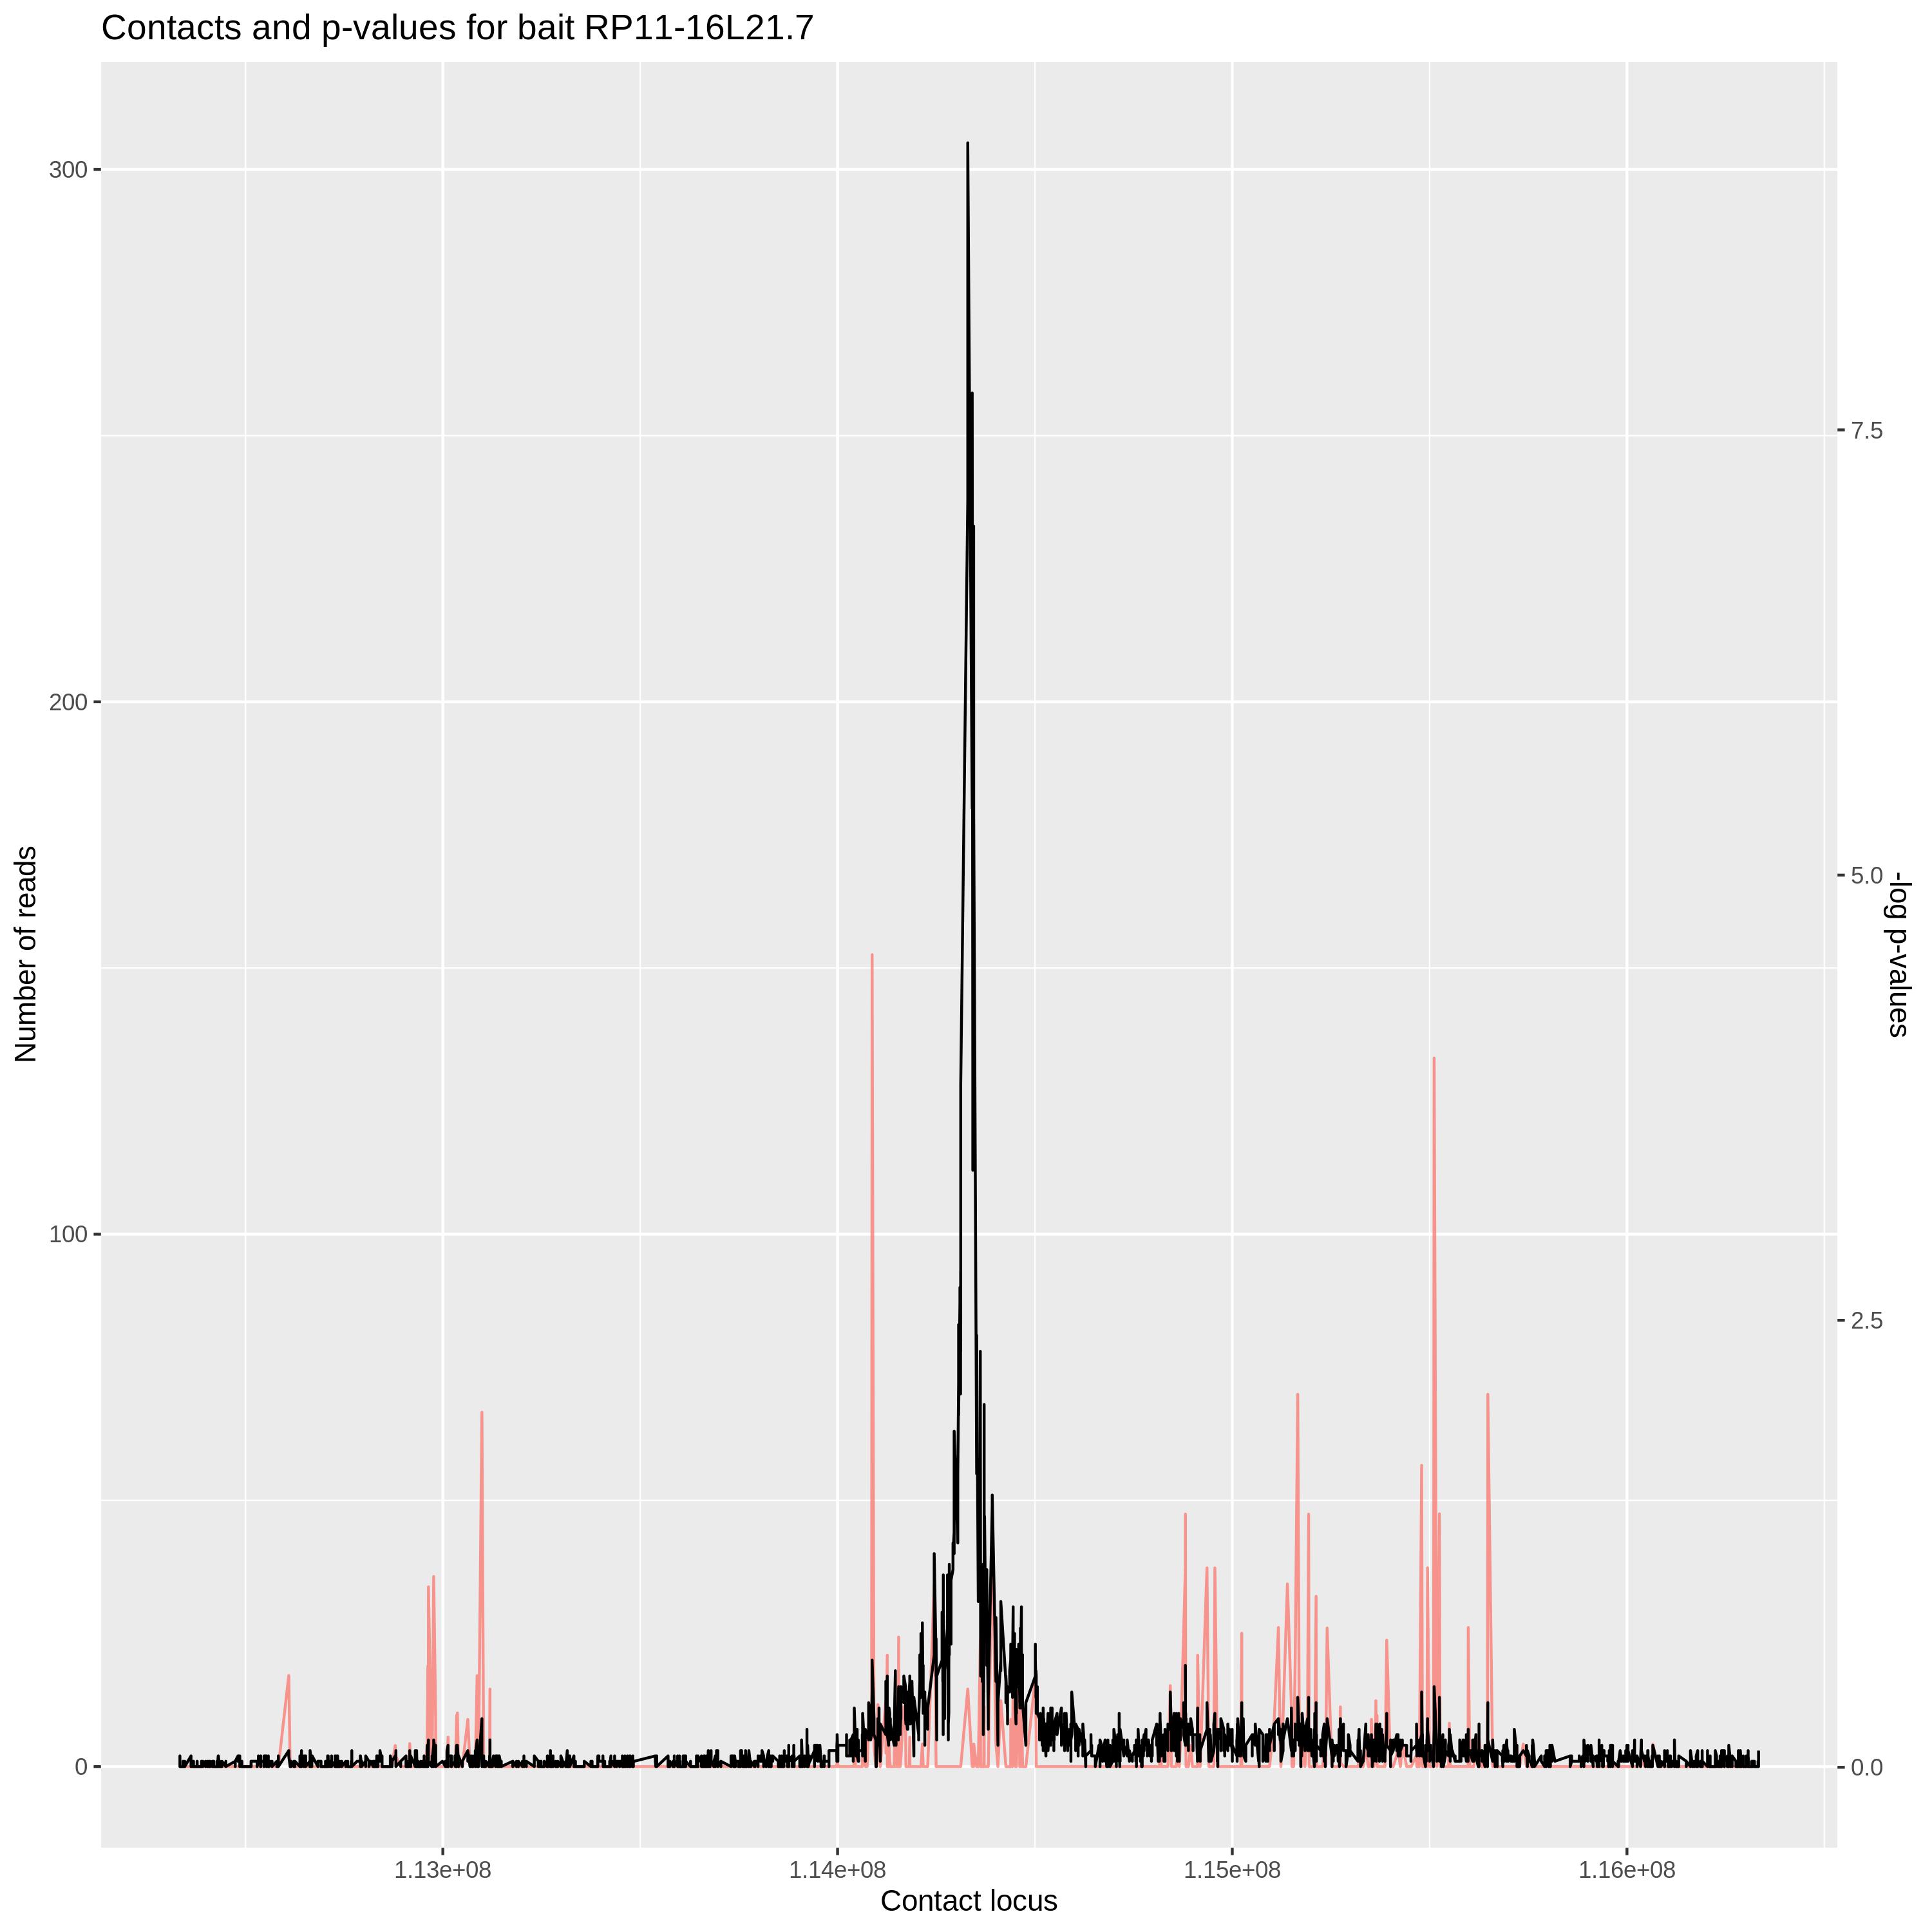 Contacts and p-values for bait RP11-16L21.7
300
200
100
0
Number of reads
7.5
5.0
2.5
0.0
-log p-values
1.13e+08
1.14e+08
1.15e+08
1.16e+08
Contact locus